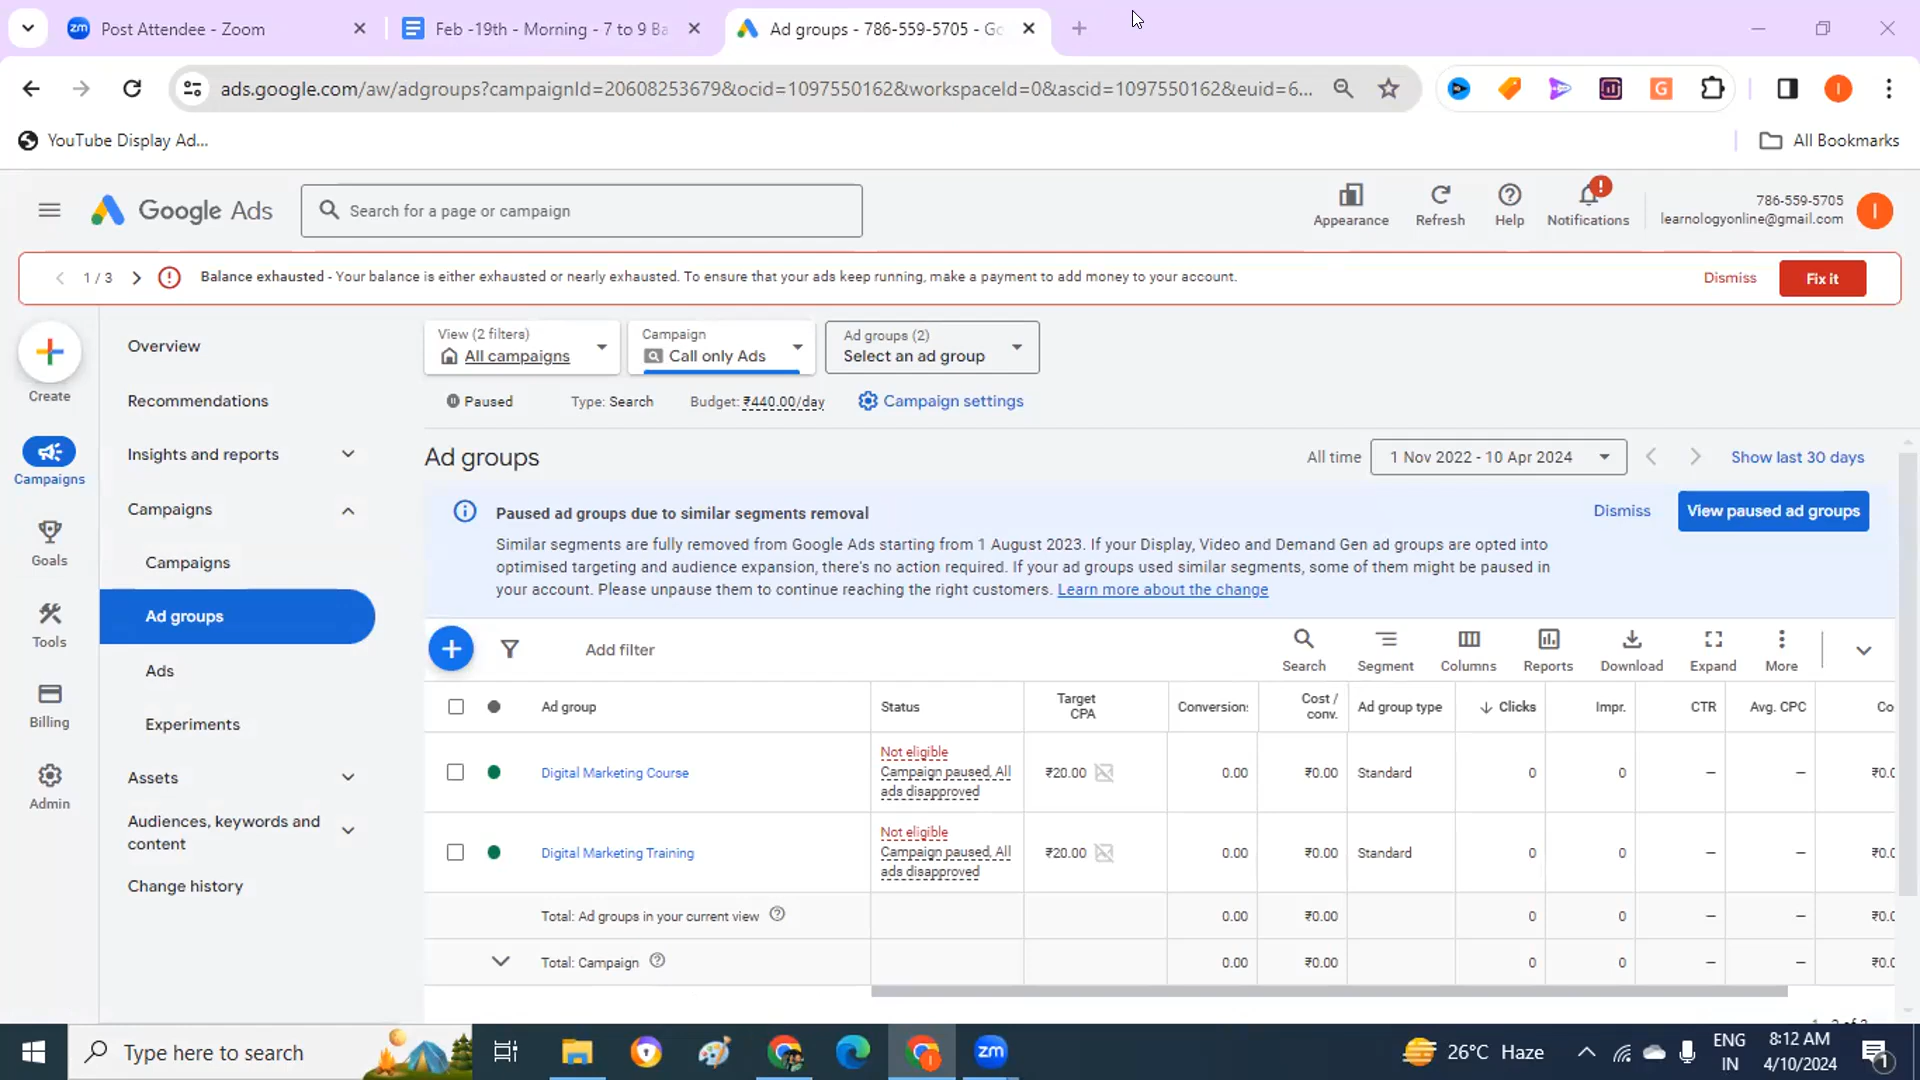 Post Attendee - Zoom
Feb -19th - Morning - 7 to 9 Ba
Ad groups - 786-559-5705 - Go
ads.google.com/aw/adgroups?campaignId=20608253679&ocid=1097550162&workspaceId=0&ascid=1097550162&euid=6...
YouTube Display Ad...
All Bookmarks
Google Ads
Search for a page or campaign
Appearance
Refresh
Help
Notifications
786-559-5705
learnologyonline@gmail.com
1 / 3
Balance exhausted - Your balance is either exhausted or nearly exhausted. To ensure that your ads keep running, make a payment to add money to your account.
Dismiss
Fix it
Create
Campaigns
Goals
Tools
Billing
Admin
Overview
Recommendations
Insights and reports
Campaigns
Campaigns
Ad groups
Ads
Experiments
Assets
Audiences, keywords and content
Change history
View (2 filters)
All campaigns
Campaign
Call only Ads
Ad groups (2)
Select an ad group
Paused
Type: Search
Budget: ₹440.00/day
Campaign settings
Ad groups
All time
1 Nov 2022 - 10 Apr 2024
Show last 30 days
Paused ad groups due to similar segments removal
Similar segments are fully removed from Google Ads starting from 1 August 2023. If your Display, Video and Demand Gen ad groups are opted into
optimised targeting and audience expansion, there's no action required. If your ad groups used similar segments, some of them might be paused in
your account. Please unpause them to continue reaching the right customers. Learn more about the change
Dismiss
View paused ad groups
Add filter
Search
Segment
Columns
Reports
Download
Expand
More
Ad group Status Target CPA Conversions Cost / conv. Ad group type Clicks Impr. CTR Avg. CPC Co
Digital Marketing Course Not eligible Campaign paused, All ads disapproved ₹20.00 0.00 ₹0.00 Standard 0 0 – – ₹0.0
Digital Marketing Training Not eligible Campaign paused, All ads disapproved ₹20.00 0.00 ₹0.00 Standard 0 0 – – ₹0.0
Total: Ad groups in your current view 0.00 ₹0.00 0 0 – – ₹0.0
Total: Campaign 0.00 ₹0.00 0 0 – – ₹0.0
Type here to search
zm
26°C Haze
ENG
IN
8:12 AM
4/10/2024
1